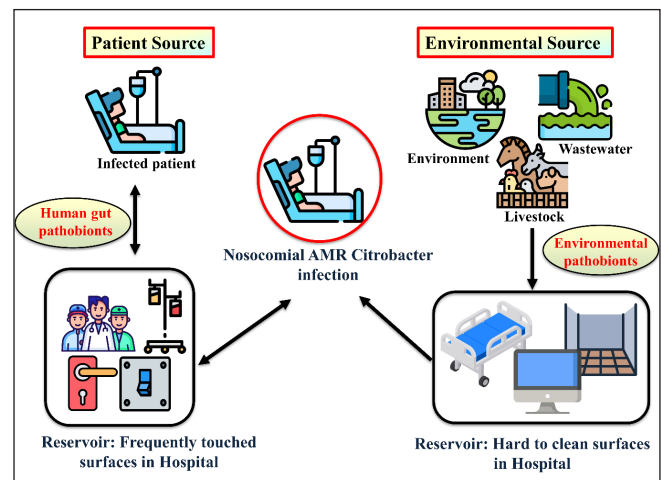 Patient Source
Environmental Source
Infected patient
Environment
Wastewater
Livestock
Human gut
pathobionts
Nosocomial AMR Citrobacter
infection
Environmental
pathobionts
Reservoir: Frequently touched
surfaces in Hospital
Reservoir: Hard to clean surfaces
in Hospital